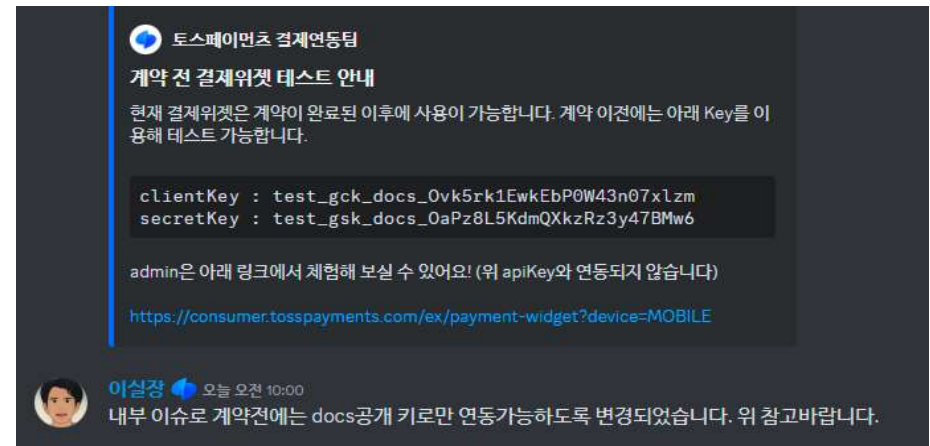 토스페이먼츠 결제연동팀
계약 전 결제위젯 테스트 안내
현재 결제위젯은 계약이 완료된 이후에 사용이 가능합니다. 계약 이전에는 아래 Key를 이
용해 테스트 가능합니다.
clientKey : test_gck_docs_Ovk5rk1EwkEbP0W43n07xlzm
secretKey : test_gsk_docs_OaPz8L5KdmQXkzRz3y47BMw6
admin은 아래 링크에서 체험해 보실 수 있어요! (위 apiKey와 연동되지 않습니다)
https://consumer.tosspayments.com/ex/payment-widget?device=MOBILE
이실장 오늘 오전 10:00
내부 이슈로 계약전에는 docs공개 키로만 연동가능하도록 변경되었습니다. 위 참고바랍니다.